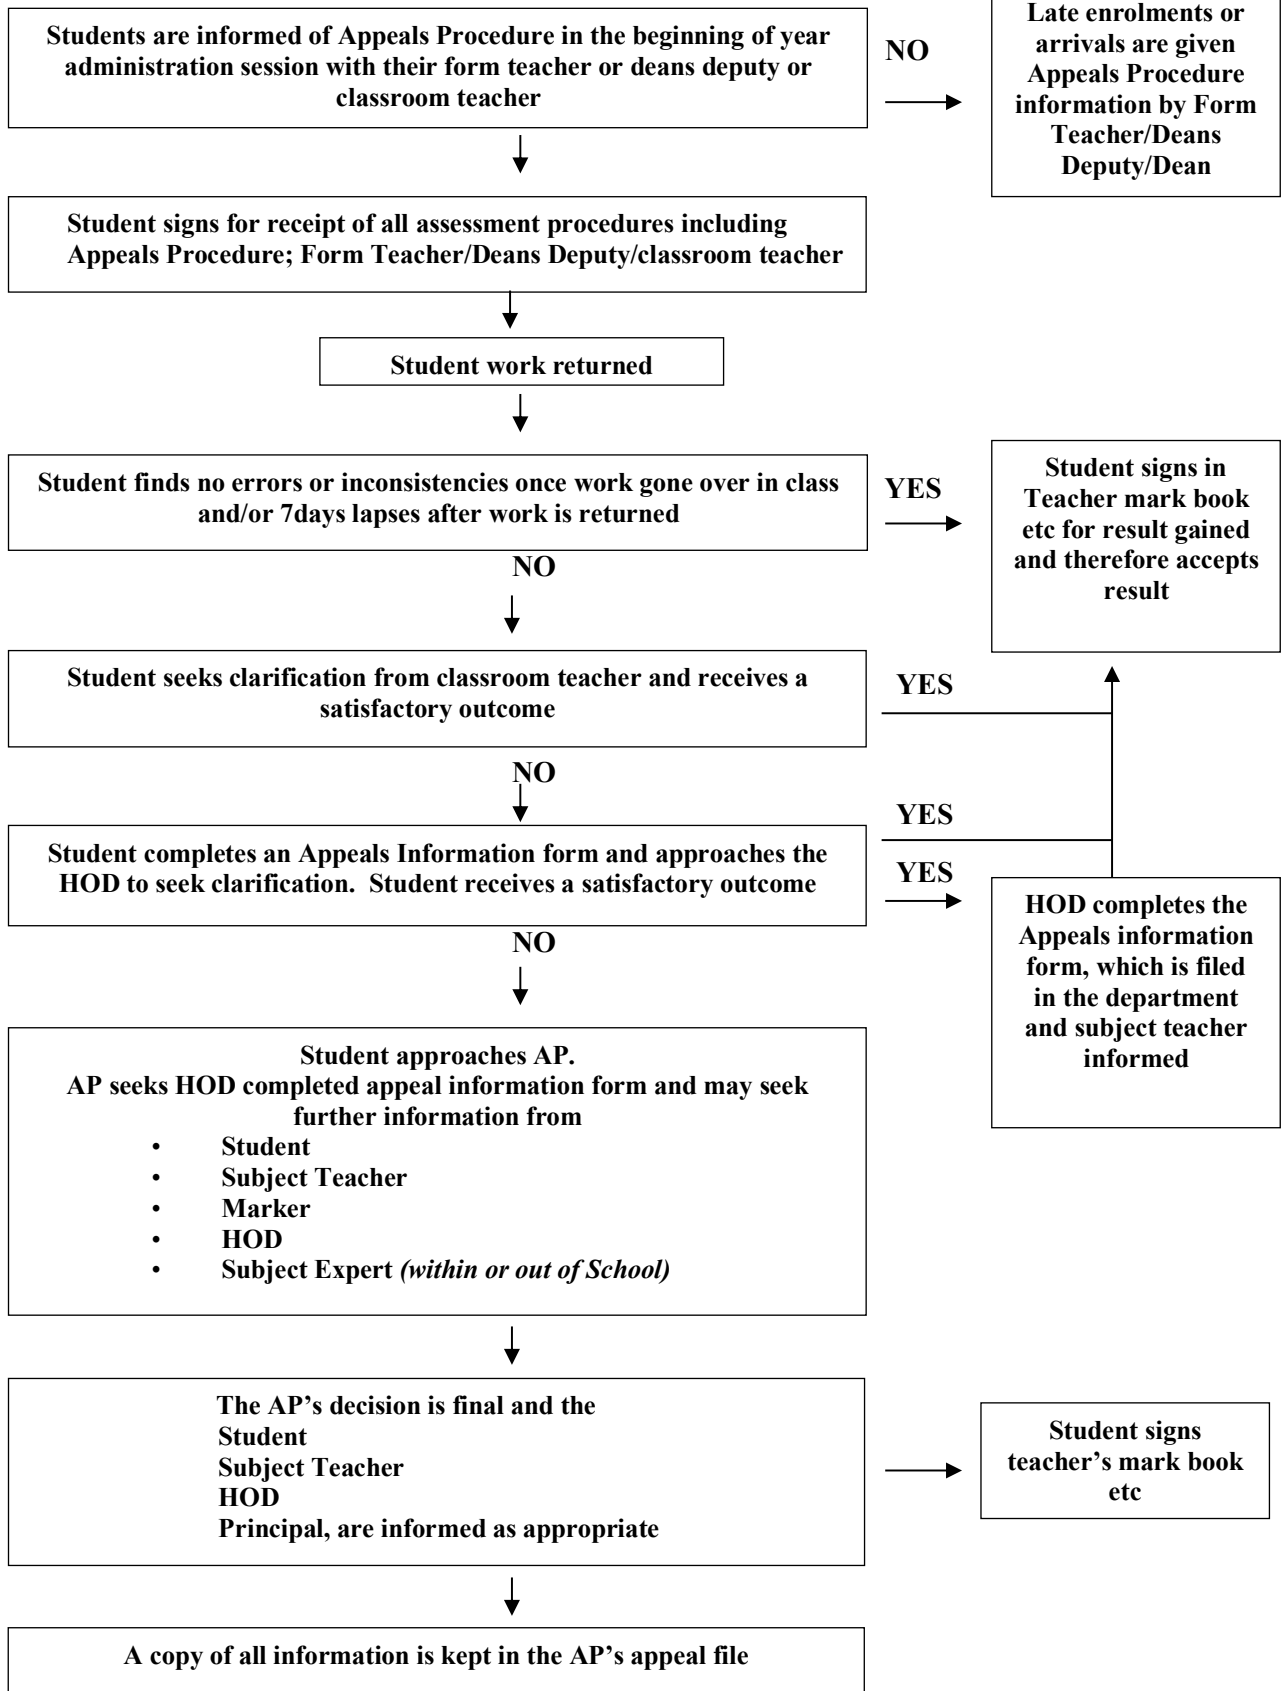 Students are informed of Appeals Procedure in the beginning of year
administration session with their form teacher or deans deputy or
classroom teacher
NO
Late enrolments or
arrivals are given
Appeals Procedure
information by Form
Teacher/Deans
Deputy/Dean
Student signs for receipt of all assessment procedures including
Appeals Procedure; Form Teacher/Deans Deputy/classroom teacher
Student work returned
Student finds no errors or inconsistencies once work gone over in class
and/or 7days lapses after work is returned
YES
Student signs in
Teacher mark book
etc for result gained
and therefore accepts
result
NO
Student seeks clarification from classroom teacher and receives a
satisfactory outcome
YES
NO
Student completes an Appeals Information form and approaches the
HOD to seek clarification.  Student receives a satisfactory outcome
YES
YES
HOD completes the
Appeals information
form, which is filed
in the department
and subject teacher
informed
NO
Student approaches AP.
AP seeks HOD completed appeal information form and may seek
further information from
• Student
• Subject Teacher
• Marker
• HOD
• Subject Expert (within or out of School)
The AP’s decision is final and the
Student
Subject Teacher
HOD
Principal, are informed as appropriate
Student signs
teacher’s mark book
etc
A copy of all information is kept in the AP’s appeal file